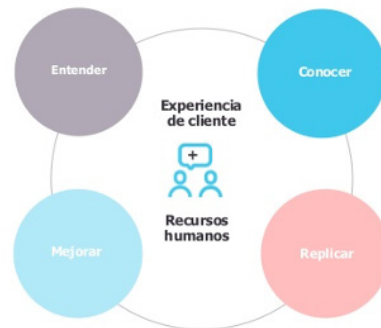 Entender
Conocer
Experiencia
de cliente
+
Recursos
humanos
Mejorar
Replicar